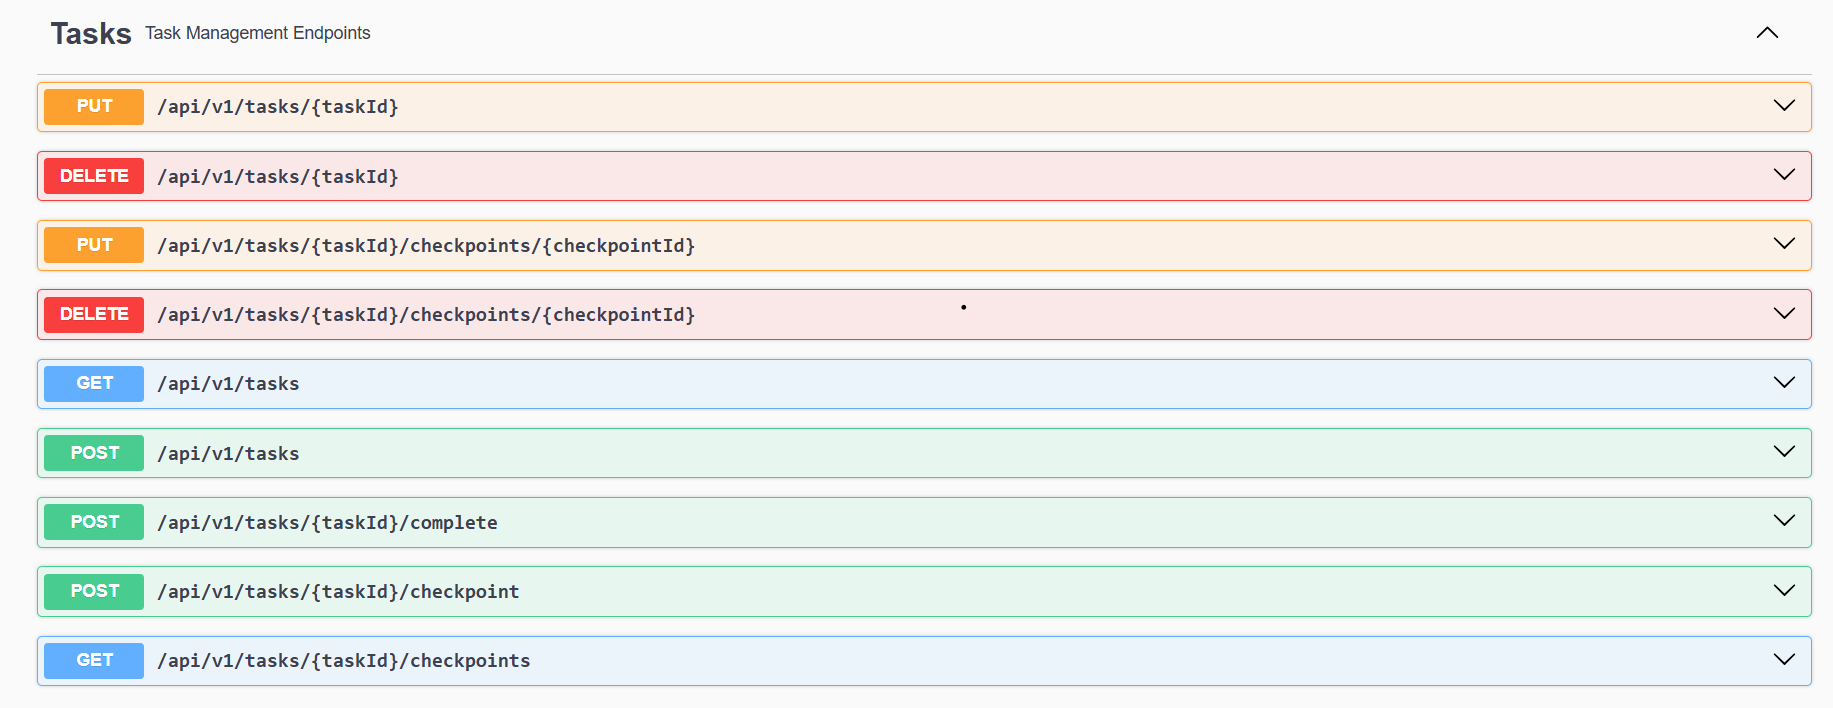 Tasks Task Management Endpoints
PUT /api/v1/tasks/{taskId}
DELETE /api/v1/tasks/{taskId}
PUT /api/v1/tasks/{taskId}/checkpoints/{checkpointId}
DELETE /api/v1/tasks/{taskId}/checkpoints/{checkpointId}
GET /api/v1/tasks
POST /api/v1/tasks
POST /api/v1/tasks/{taskId}/complete
POST /api/v1/tasks/{taskId}/checkpoint
GET /api/v1/tasks/{taskId}/checkpoints